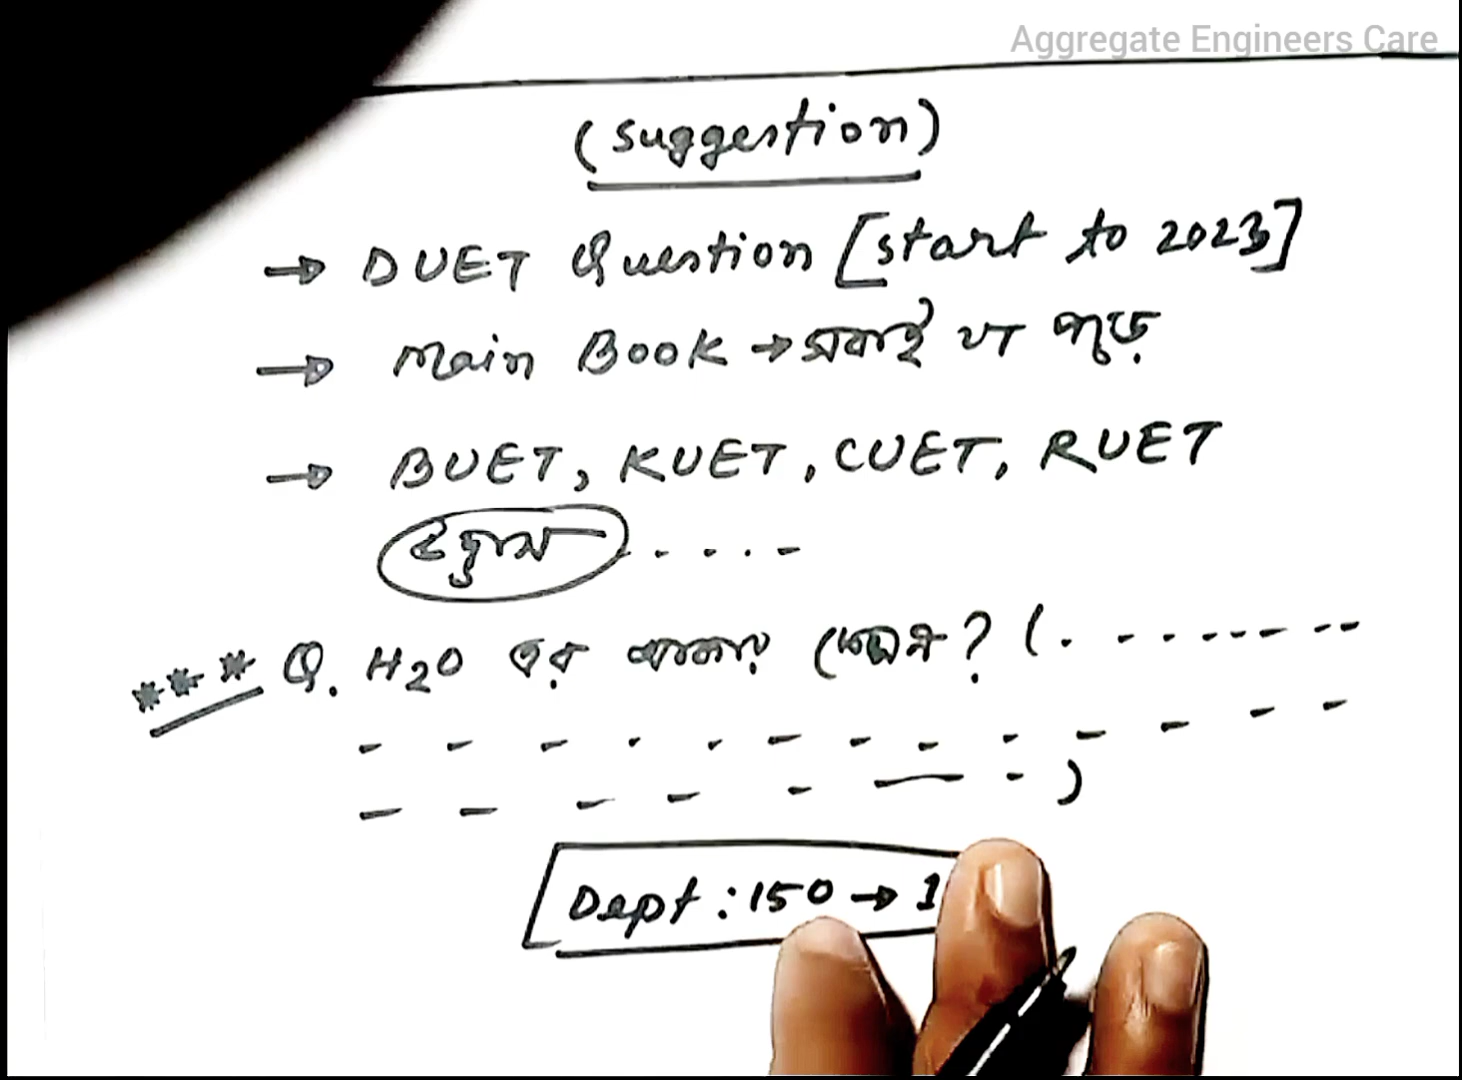 Aggregate Engineers Care
(Suggestion)
→ DUET Question [Start to 2023]
→ Main Book → সবাই যা পড়ে
→ BUET, KUET, CUET, RUET
. . . . -
*** Q. H2O এর আকার কেমন? (. - - - - - - - -
- - - - - - - - - - - - -
- - - - - — - )
Dept : 150 → 1